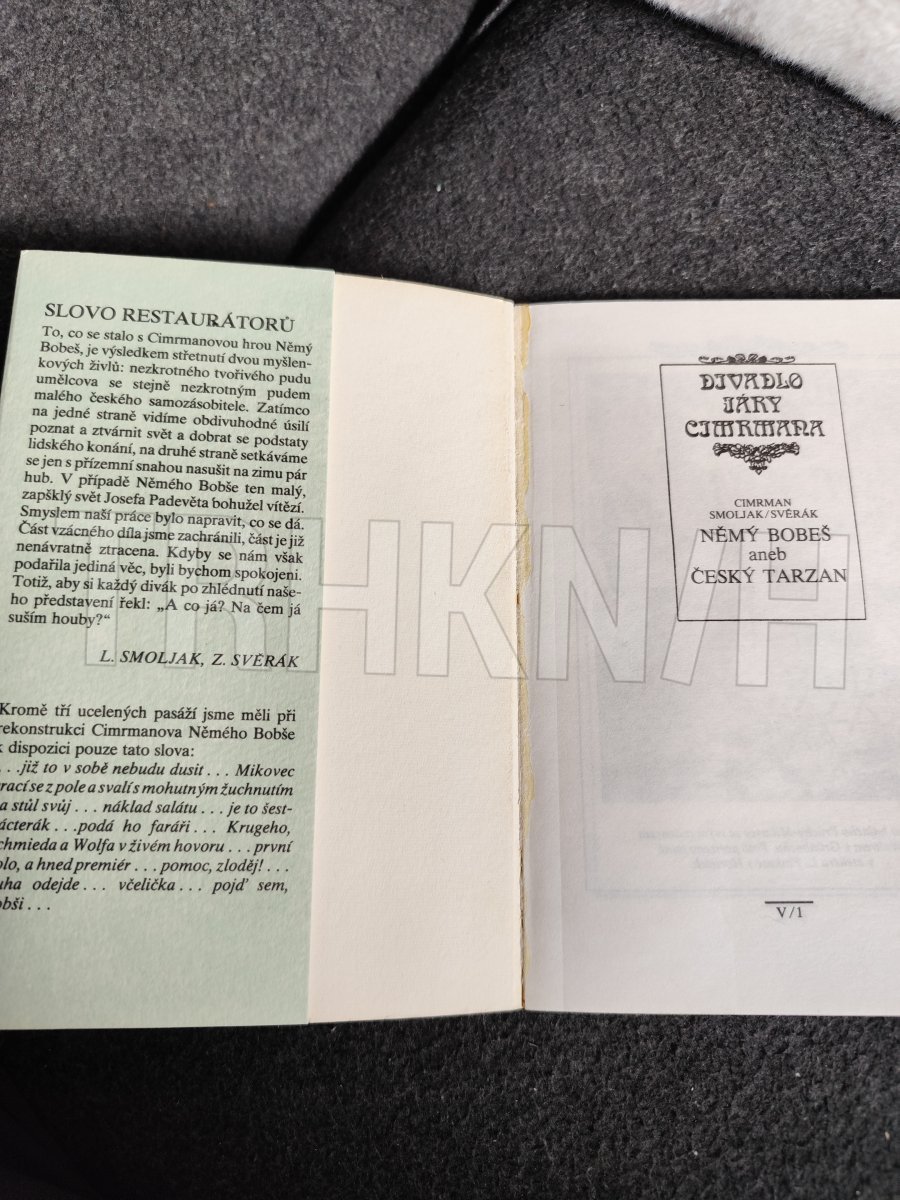 SLOVO RESTAURÁTORŮ
To, co se stalo s Cimrmanovou hrou Němý
Bobeš, je výsledkem střetnutí dvou myšlen-
kových živlů: nezkrotného tvořivého pudu
umělcova se stejně nezkrotným pudem
malého českého samozásobitele. Zatímco
na jedné straně vidíme obdivuhodné úsilí
poznat a ztvárnit svět a dobrat se podstaty
lidského konání, na druhé straně setkáváme
se jen s přízemní snahou nasušit na zimu pár
hub. V případě Němého Bobše ten malý,
zapšklý svět Josefa Padevěta bohužel vítězí.
Smyslem naší práce bylo napravit, co se dá.
Část vzácného díla jsme zachránili, část je již
nenávratně ztracena. Kdyby se nám však
podařila jediná věc, byli bychom spokojeni.
Totiž, aby si každý divák po zhlédnutí naše-
ho představení řekl: „A co já? Na čem já
suším houby?“
L. SMOLJAK, Z. SVĚRÁK
Kromě tří ucelených pasáží jsme měli při
rekonstrukci Cimrmanova Němého Bobše
k dispozici pouze tato slova:
. . .již to v sobě nebudu dusit . . . Mikovec
rací se z pole a svalí s mohutným žuchnutím
a stůl svůj . . . náklad salátu . . . je to šest-
ácterák . . .podá ho faráři . . . Krugeho,
chmieda a Wolfa v živém hovoru . . . první
olo, a hned premiér . . . pomoc, zloděj! . . .
uha odejde . . . včelička . . . pojď sem,
obši . . .
DIVADLO
JÁRY
CIMRMANA
CIMRMAN
SMOLJAK/SVĚRÁK
NĚMÝ BOBEŠ
aneb
ČESKÝ TARZAN
V/1
TRHKNIH